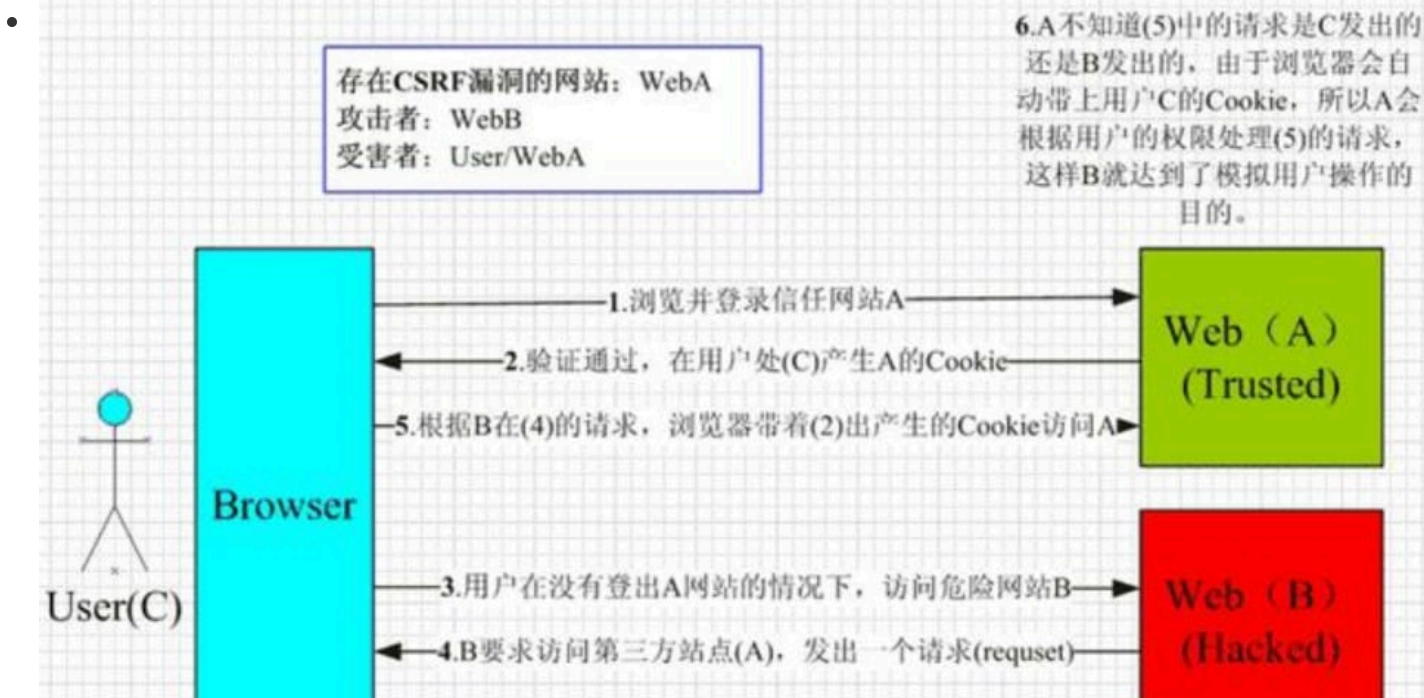 存在CSRF漏洞的网站：WebA
攻击者：WebB
受害者：User/WebA
6.A不知道(5)中的请求是C发出的
还是B发出的，由于浏览器会自
动带上用户C的Cookie，所以A会
根据用户的权限处理(5)的请求，
这样B就达到了模拟用户操作的
目的。
1.浏览并登录信任网站A
Web（A）
(Trusted)
2.验证通过，在用户处(C)产生A的Cookie
5.根据B在(4)的请求，浏览器带着(2)出产生的Cookie访问A
Browser
User(C)
3.用户在没有登出A网站的情况下，访问危险网站B
Web（B）
(Hacked)
4.B要求访问第三方站点(A)，发出一个请求(requset)